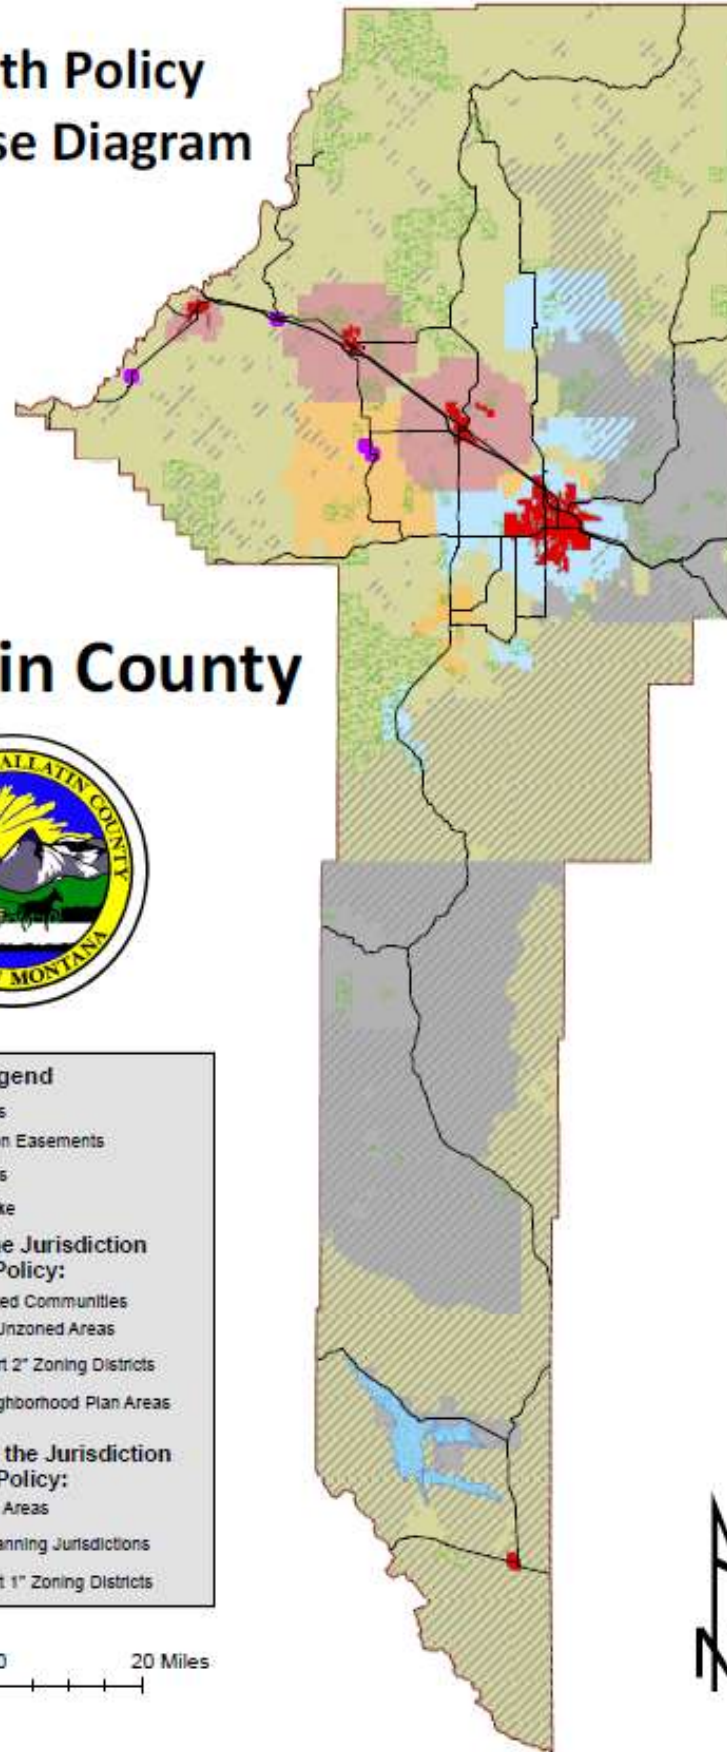 th Policy
se Diagram
in County
ALLATIN COUNTY
MONTANA
gend
s
n Easements
s
ke
e Jurisdiction
Policy:
ed Communities
Unzoned Areas
rt 2" Zoning Districts
ghborhood Plan Areas
the Jurisdiction
Policy:
Areas
anning Jurisdictions
t 1" Zoning Districts
0 20 Miles
N